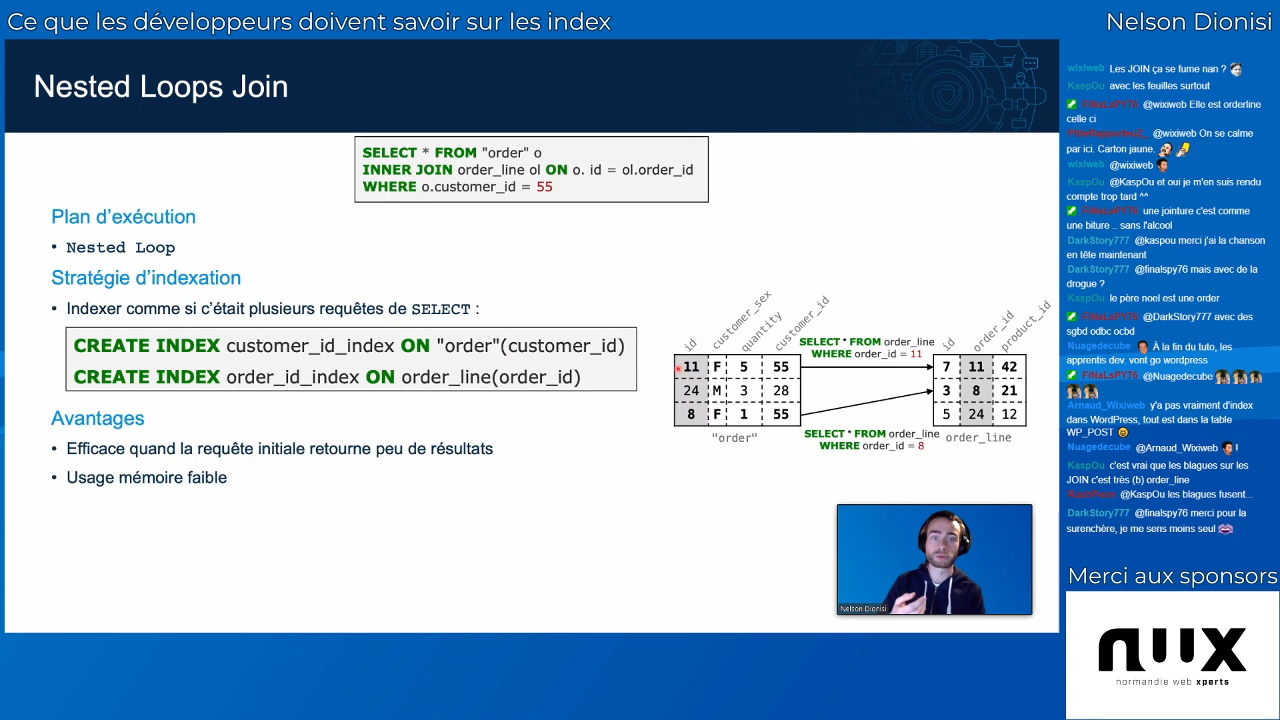 Ce que les développeurs doivent savoir sur les index
Nelson Dionisi
Nested Loops Join
SELECT * FROM "order" o
INNER JOIN order_line ol ON o. id = ol.order_id
WHERE o.customer_id = 55
Plan d’exécution
• Nested Loop
Stratégie d’indexation
• Indexer comme si c’était plusieurs requêtes de SELECT :
CREATE INDEX customer_id_index ON "order"(customer_id)
CREATE INDEX order_id_index ON order_line(order_id)
Avantages
• Efficace quand la requête initiale retourne peu de résultats
• Usage mémoire faible
id customer_sex quantity customer_id
11 F 5 55
24 M 3 28
8 F 1 55
"order"
SELECT * FROM order_line
WHERE order_id = 11
SELECT * FROM order_line
WHERE order_id = 8
id order_id product_id
7 11 42
3 8 21
5 24 12
order_line
Nelson Dionisi
wixiweb Les JOIN ça se fume nan ?
KaspOu avec les feuilles surtout
FiNaLsPY76 @wixiweb Elle est orderline
celle ci
@wixiweb On se calme
par ici. Carton jaune.
wixiweb @wixiweb
KaspOu @KaspOu et oui je m'en suis rendu
compte trop tard ^^
FiNaLsPY76 une jointure c'est comme
une biture .. sans l'alcool
DarkStory777 @kaspou merci j'ai la chanson
en tête maintenant
DarkStory777 @finalspy76 mais avec de la
drogue ?
KaspOu le père noel est une order
FiNaLsPY76 @DarkStory777 avec des
sgbd odbc ocbd
Nuagedecube À la fin du tuto, les
apprentis dev. vont go wordpress
FiNaLsPY76 @Nuagedecube
Arnaud_Wixiweb y'a pas vraiment d'index
dans WordPress, tout est dans la table
WP_POST
Nuagedecube @Arnaud_Wixiweb !
KaspOu c'est vrai que les blagues sur les
JOIN c'est très (b) order_line
@KaspOu les blagues fusent...
DarkStory777 @finalspy76 merci pour la
surenchère, je me sens moins seul
Merci aux sponsors
nwx
normandie web xperts